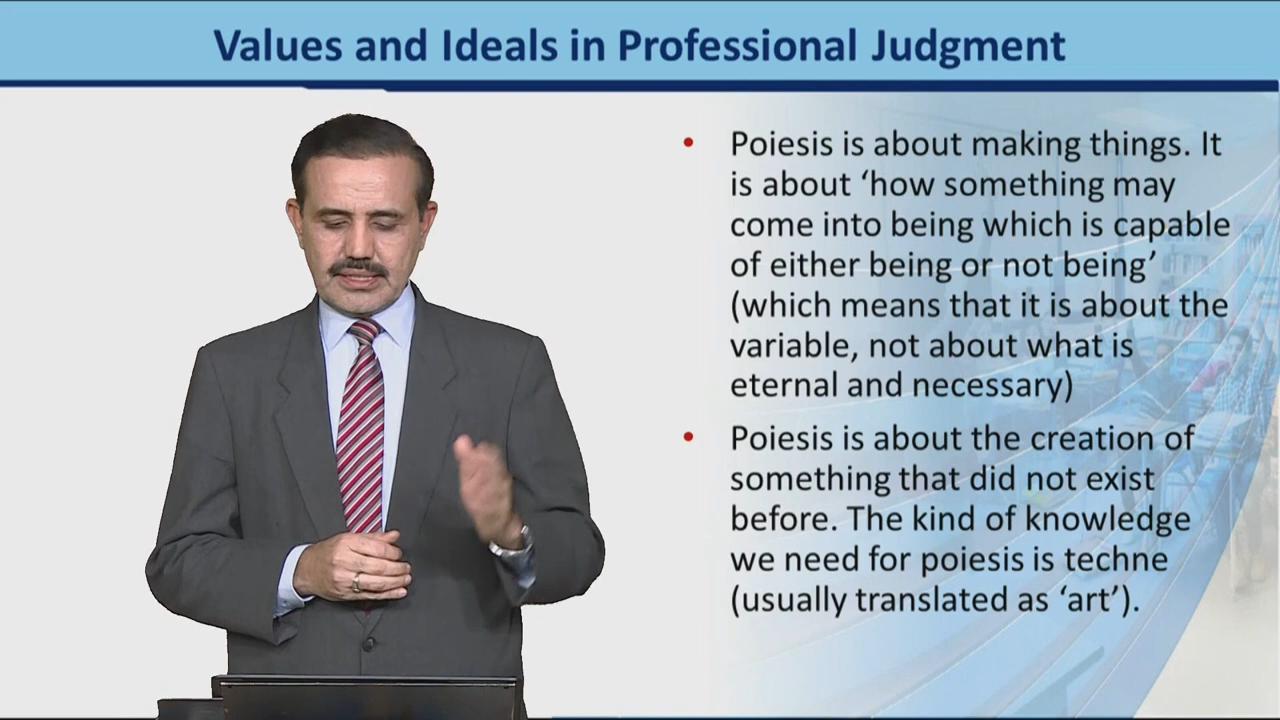 Values and Ideals in Professional Judgment
• Poiesis is about making things. It
is about ‘how something may
come into being which is capable
of either being or not being’
(which means that it is about the
variable, not about what is
eternal and necessary)
• Poiesis is about the creation of
something that did not exist
before. The kind of knowledge
we need for poiesis is techne
(usually translated as ‘art’).